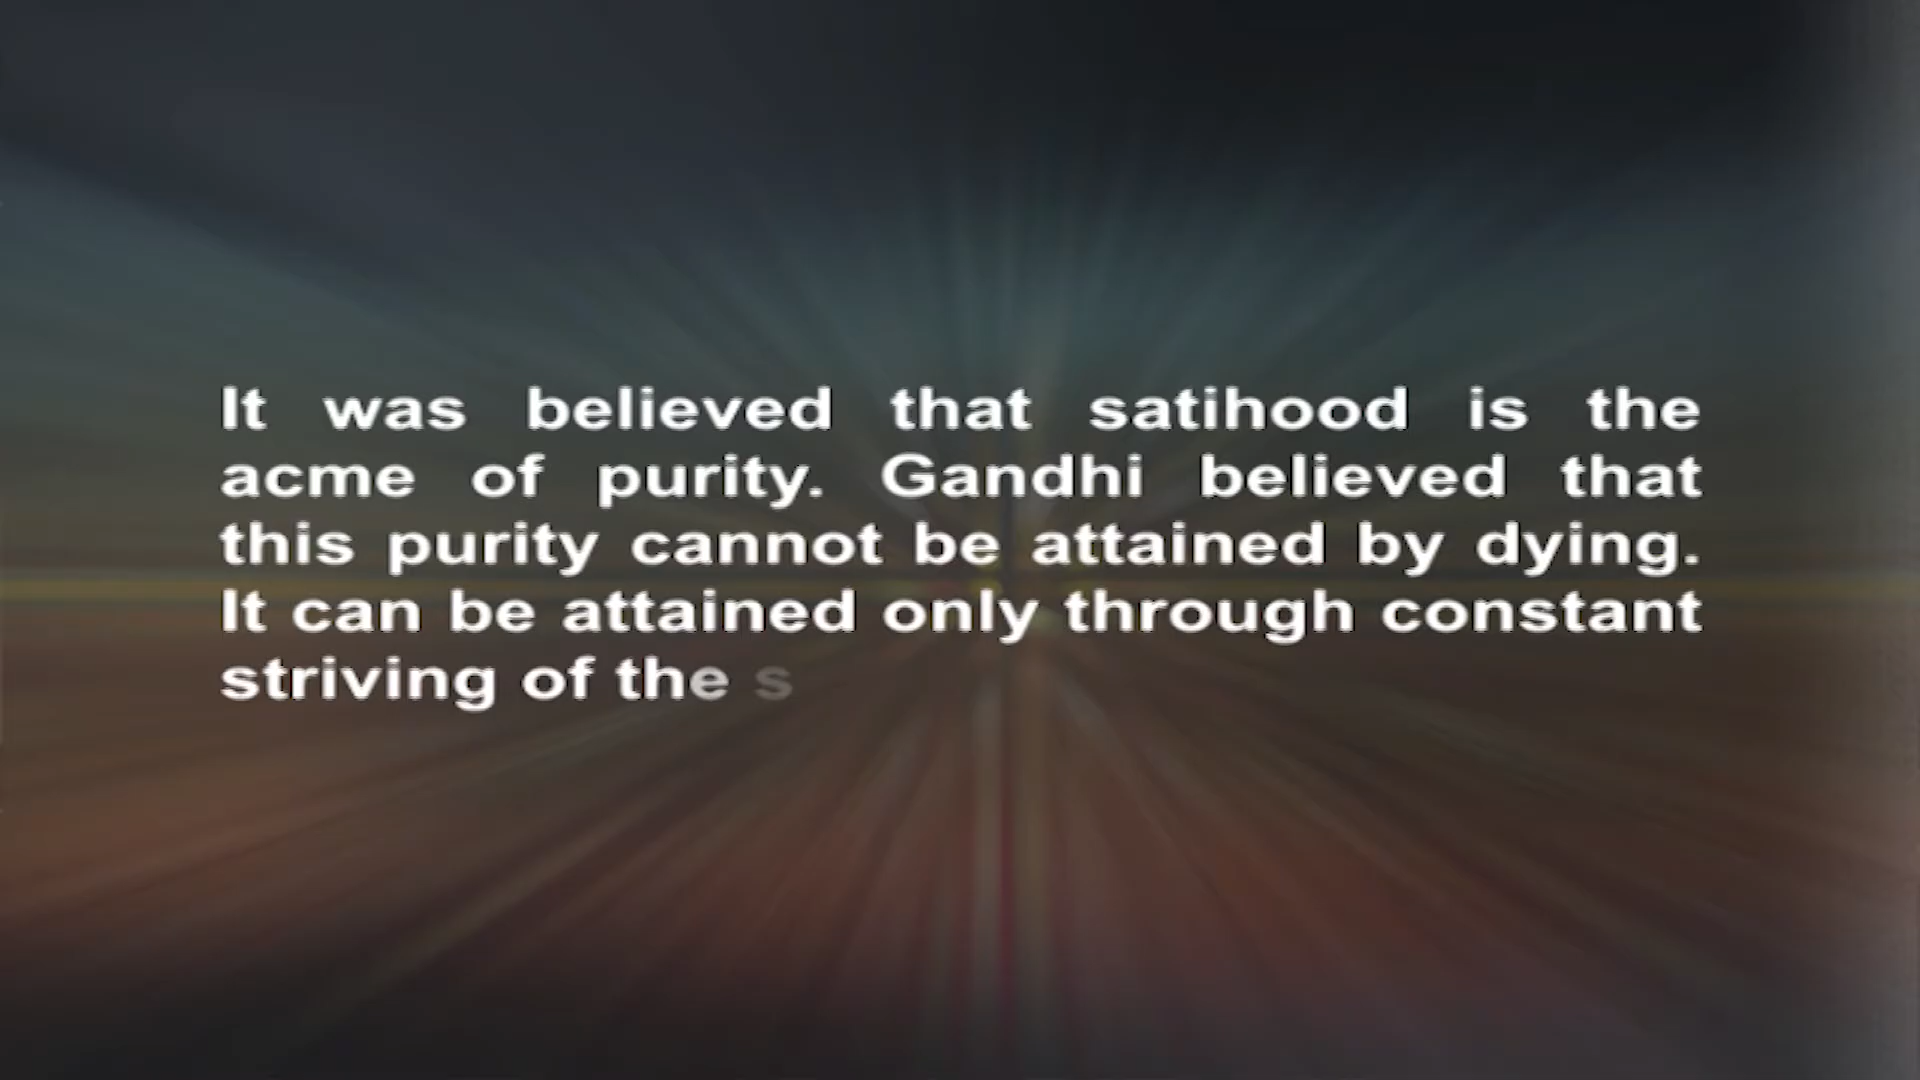 It was believed that satihood is the
acme of purity. Gandhi believed that
this purity cannot be attained by dying.
It can be attained only through constant
striving of the s